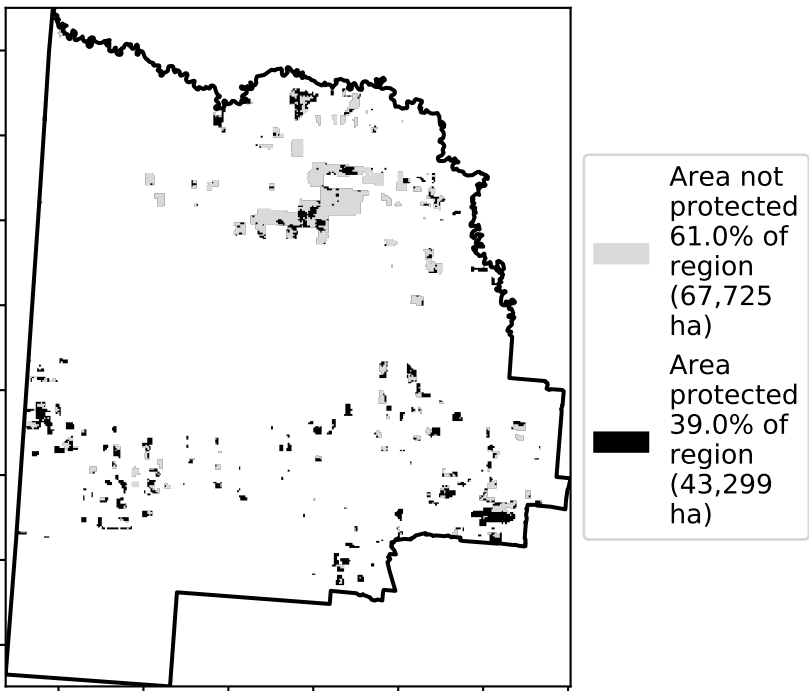 Area not
protected
61.0% of
region
(67,725
ha)
Area
protected
39.0% of
region
(43,299
ha)